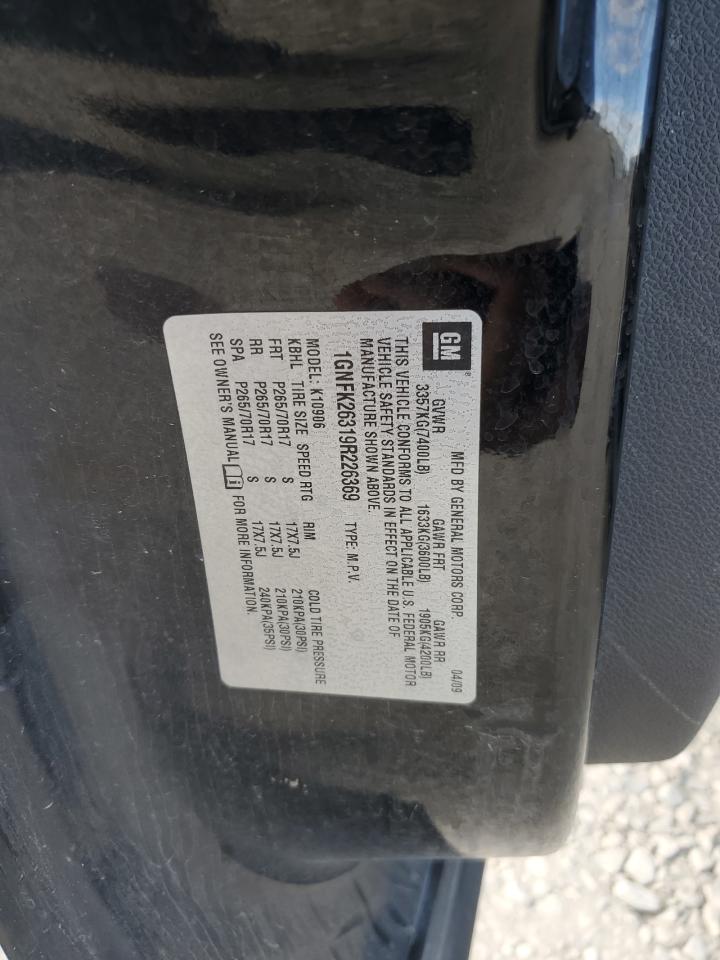 GM ®
MFD BY GENERAL MOTORS CORP. 04/09
GVWR GAWR FRT GAWR RR
3357KG(7400LB) 1633KG(3600LB) 1905KG(4200LB)
THIS VEHICLE CONFORMS TO ALL APPLICABLE U.S. FEDERAL MOTOR
VEHICLE SAFETY STANDARDS IN EFFECT ON THE DATE OF
MANUFACTURE SHOWN ABOVE.
1GNFK26319R226369 TYPE: M.P.V.
MODEL: K10906
KBHL TIRE SIZE SPEED RTG RIM COLD TIRE PRESSURE
FRT P265/70R17 S 17X7.5J 210KPA(30PSI)
RR P265/70R17 S 17X7.5J 210KPA(30PSI)
SPA P265/70R17 S 17X7.5J 240KPA(35PSI)
SEE OWNER'S MANUAL FOR MORE INFORMATION.